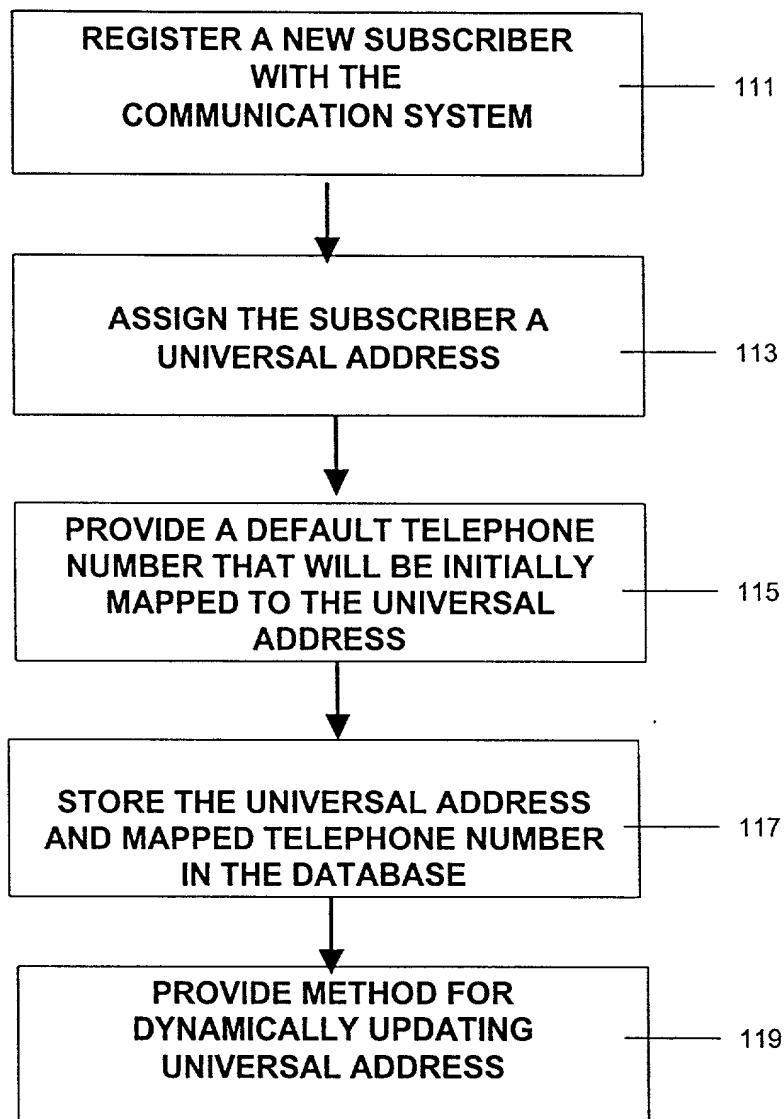 REGISTER A NEW SUBSCRIBER
WITH THE
COMMUNICATION SYSTEM
111
ASSIGN THE SUBSCRIBER A
UNIVERSAL ADDRESS
113
PROVIDE A DEFAULT TELEPHONE
NUMBER THAT WILL BE INITIALLY
MAPPED TO THE UNIVERSAL
ADDRESS
115
STORE THE UNIVERSAL ADDRESS
AND MAPPED TELEPHONE NUMBER
IN THE DATABASE
117
PROVIDE METHOD FOR
DYNAMICALLY UPDATING
UNIVERSAL ADDRESS
119